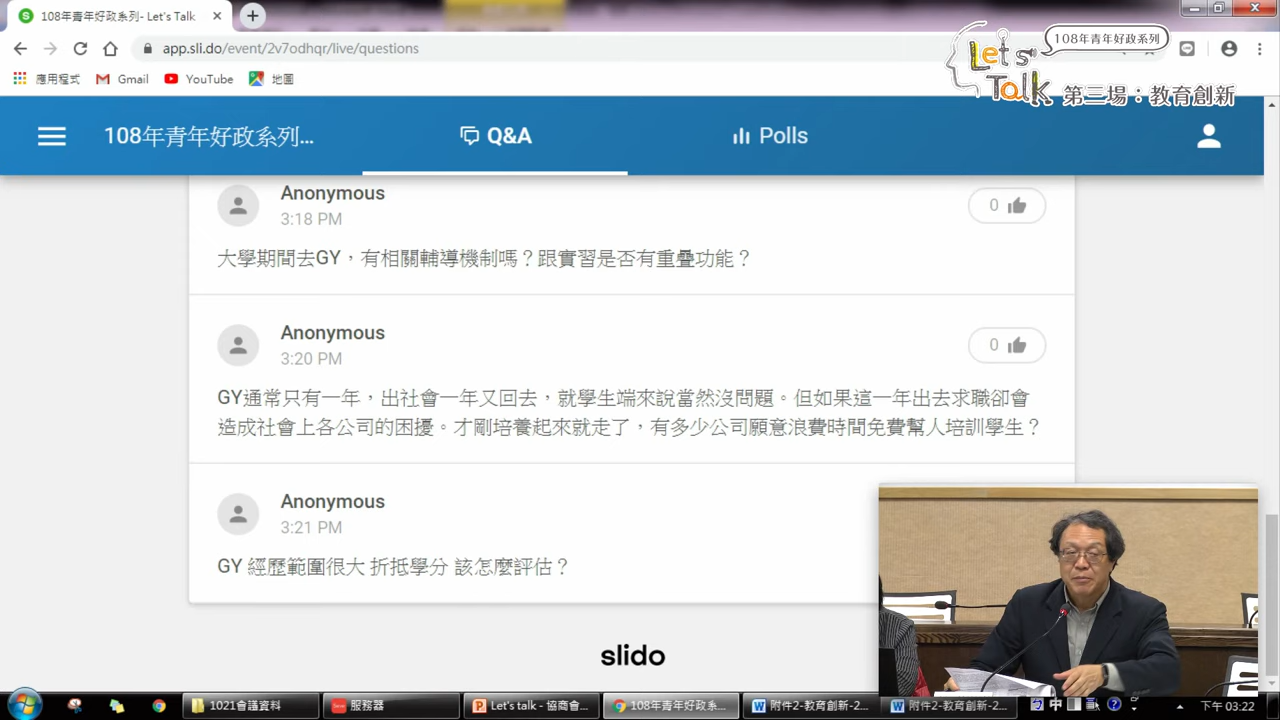 108年青年好政系列- Let's Talk
app.sli.do/event/2v7odhqr/live/questions
應用程式 Gmail YouTube 地圖
108年青年好政系列
Let's Talk
第三場：教育創新
108年青年好政系列...
Q&A
Polls
Anonymous
3:18 PM
0
大學期間去GY，有相關輔導機制嗎？跟實習是否有重疊功能？
Anonymous
3:20 PM
0
GY通常只有一年，出社會一年又回去，就學生端來說當然沒問題。但如果這一年出去求職卻會
造成社會上各公司的困擾。才剛培養起來就走了，有多少公司願意浪費時間免費幫人培訓學生？
Anonymous
3:21 PM
GY 經歷範圍很大 折抵學分 該怎麼評估？
slido
1021會議資料
服務器
Let's talk - 協商會...
108年青年好政系...
附件2-教育創新-2...
附件2-教育創新-2...
中
下午 03:22